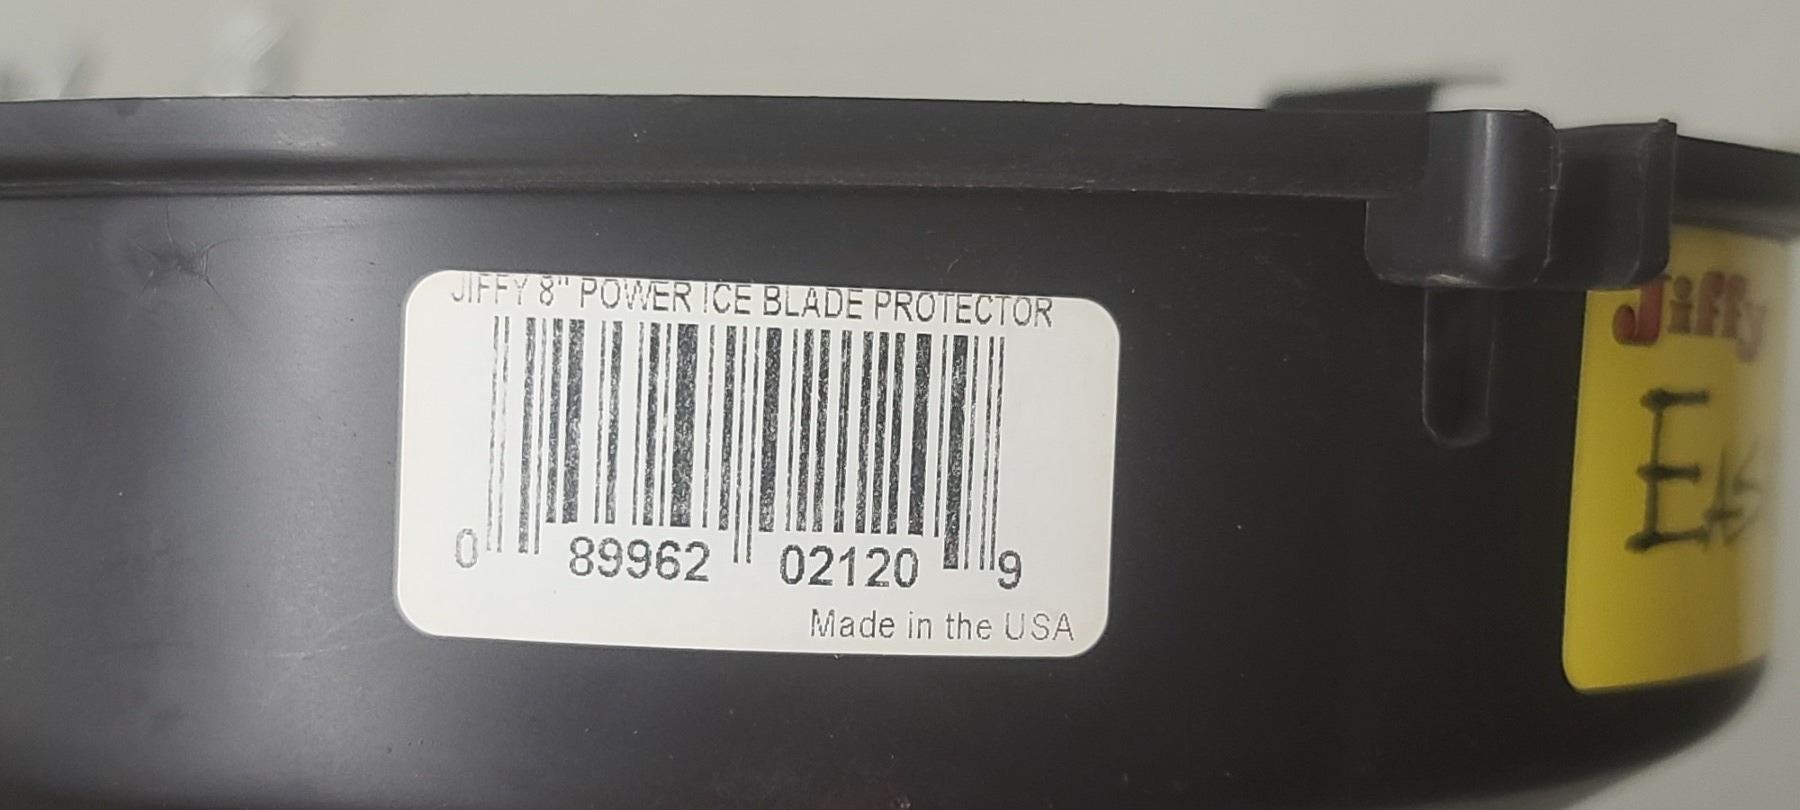 JIFFY 8" POWER ICE BLADE PROTECTOR
0 89962 02120 9
Made in the USA
Jiffy